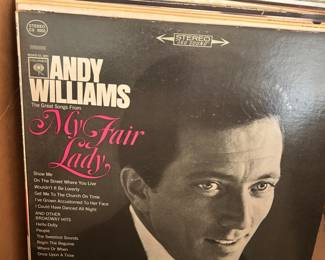 STEREO
STEREO
360 SOUND
ANDY
WILLIAMS
The Great Songs From
My Fair
Lady
Show Me
On The Street Where You Live
Wouldn't It Be Loverly
Get Me To The Church On Time
I've Grown Accustomed To Her Face
I Could Have Danced All Night
AND OTHER
BROADWAY HITS
Hello Dolly
People
The Sweetest Sounds
Begin The Beguine
Where Or When
Once Upon A Time